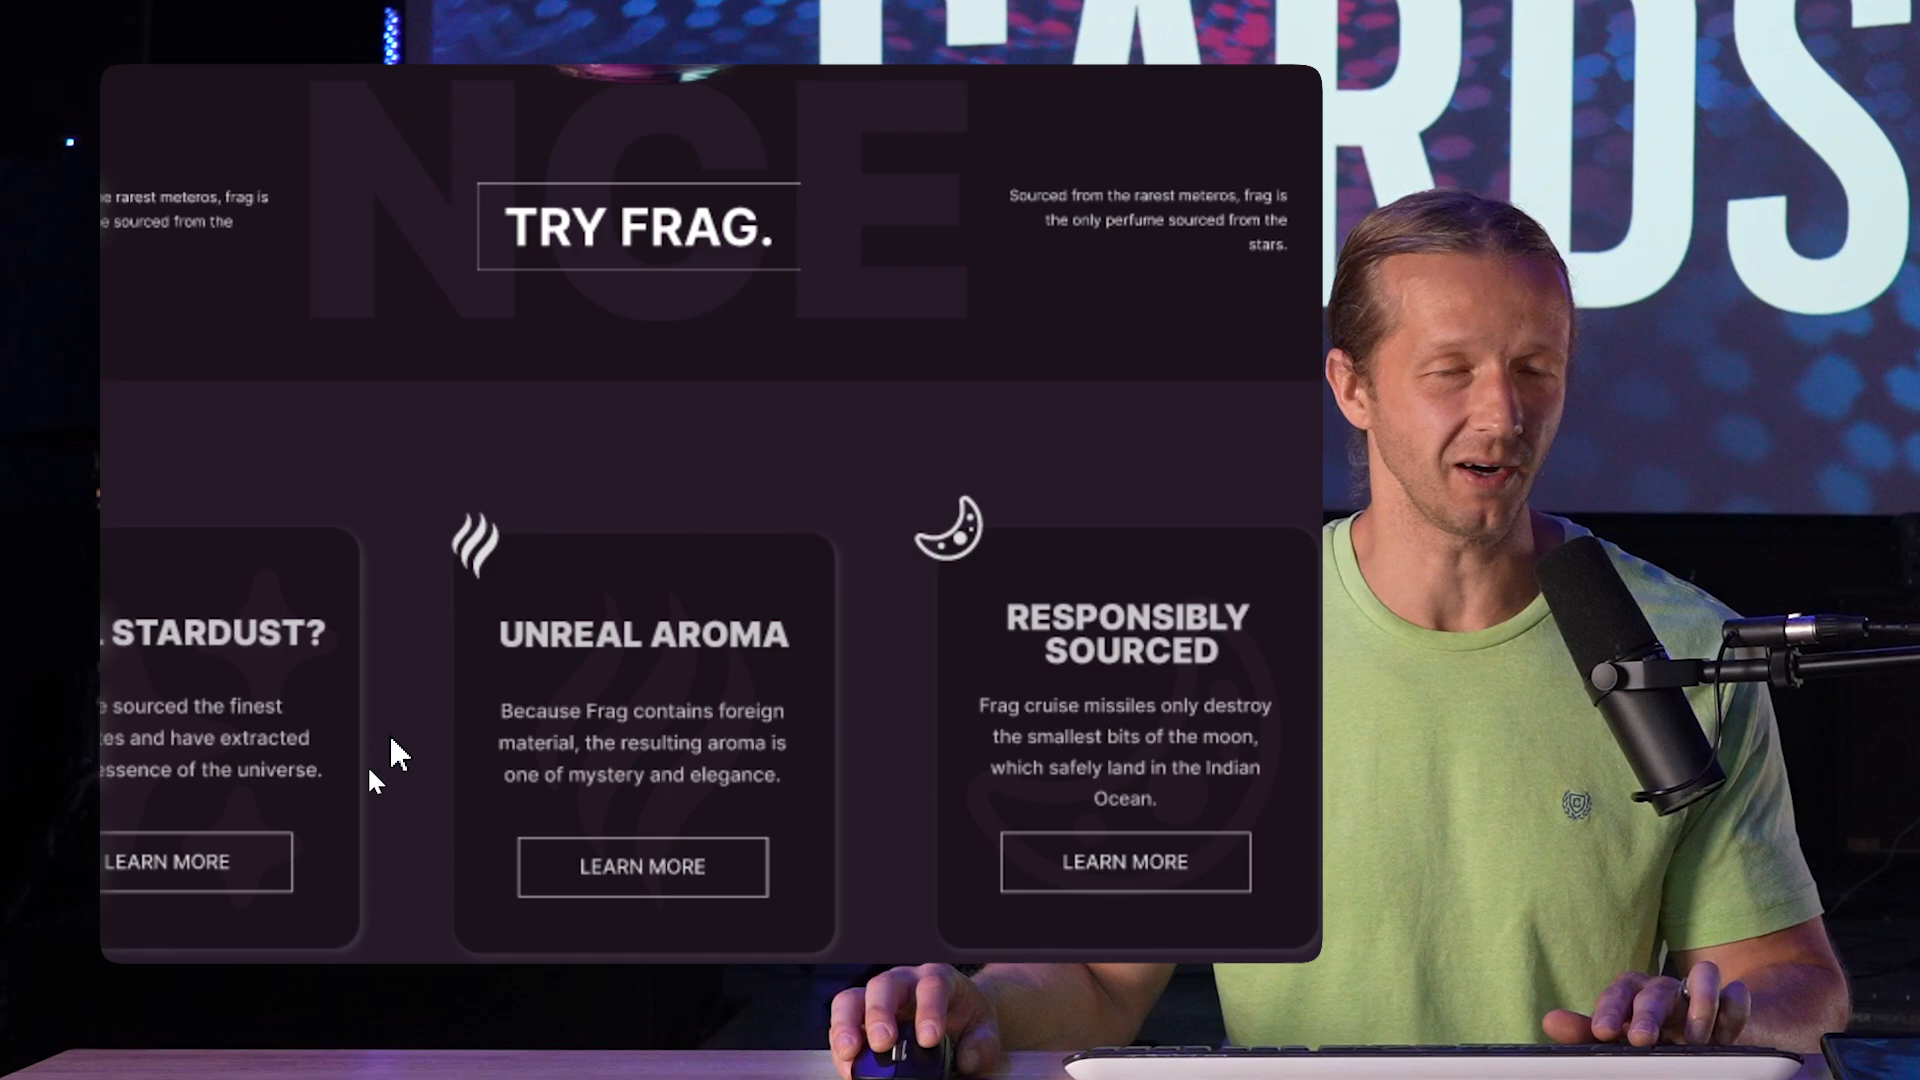 CARDS
NCE
e rarest meteros, frag is
e sourced from the
TRY FRAG.
Sourced from the rarest meteros, frag is
the only perfume sourced from the
stars.
STARDUST?
sourced the finest
and have extracted
essence of the universe.
LEARN MORE
UNREAL AROMA
Because Frag contains foreign
material, the resulting aroma is
one of mystery and elegance.
LEARN MORE
RESPONSIBLY
SOURCED
Frag cruise missiles only destroy
the smallest bits of the moon,
which safely land in the Indian
Ocean.
LEARN MORE